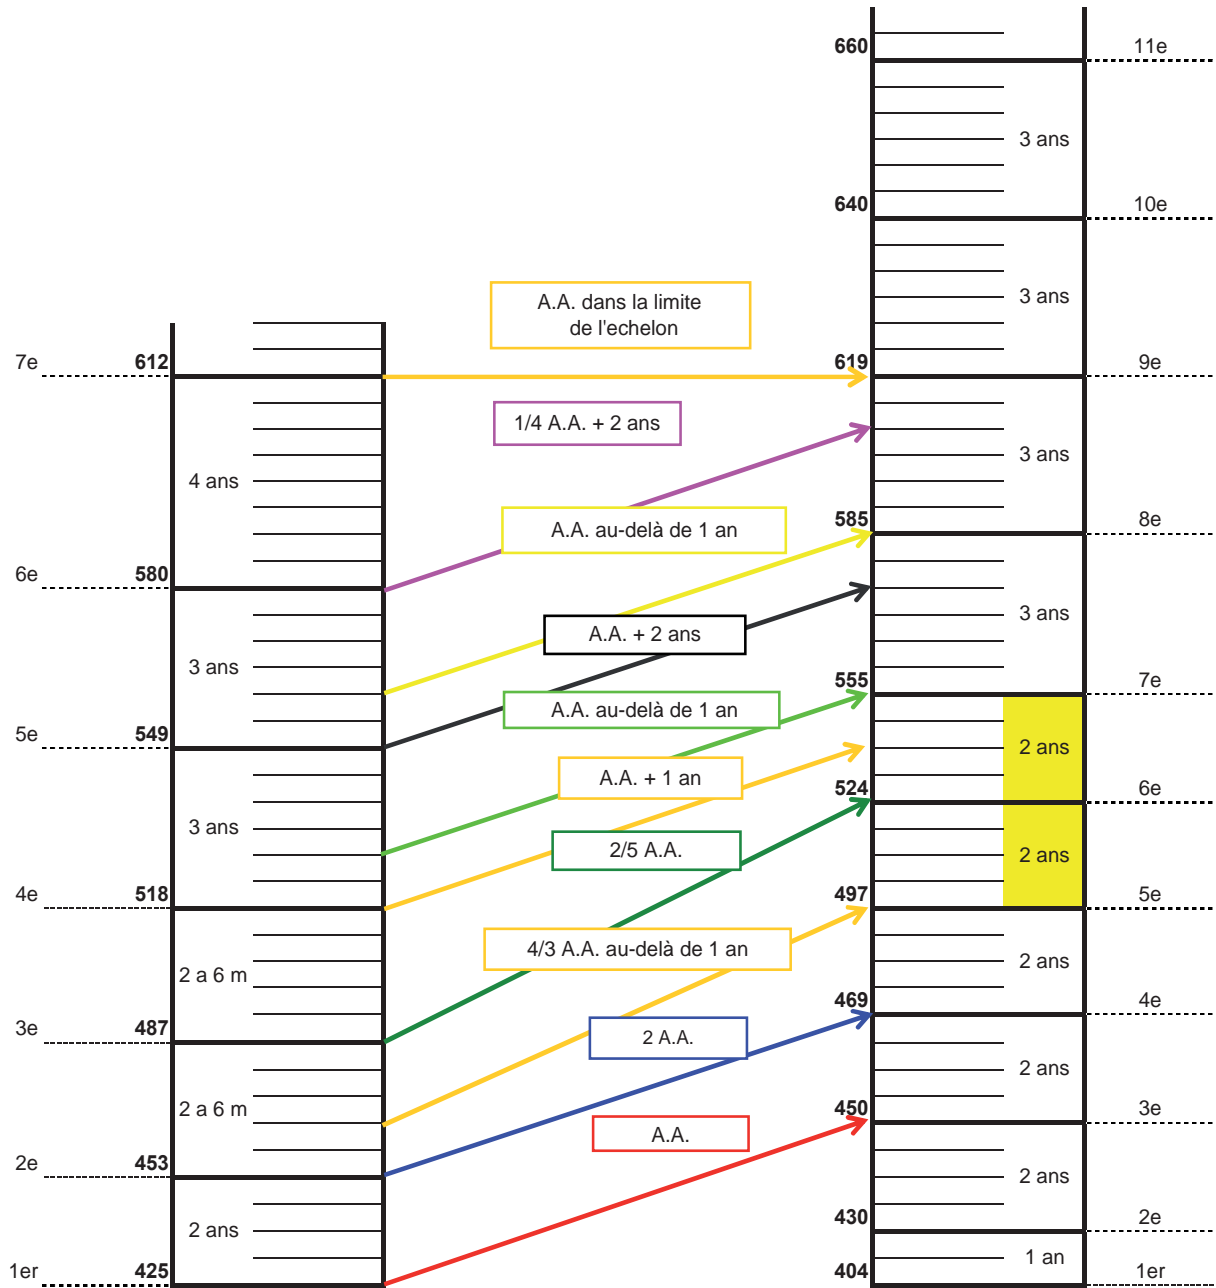 660
11e
3 ans
640
10e
3 ans
A.A. dans la limite
de l'echelon
7e
612
619
9e
1/4 A.A. + 2 ans
3 ans
4 ans
585
8e
A.A. au-delà de 1 an
6e
580
3 ans
A.A. + 2 ans
3 ans
555
7e
A.A. au-delà de 1 an
5e
549
2 ans
A.A. + 1 an
524
6e
3 ans
2/5 A.A.
2 ans
4e
518
497
5e
4/3 A.A. au-delà de 1 an
2 a 6 m
2 ans
469
4e
3e
487
2 A.A.
2 ans
2 a 6 m
450
3e
A.A.
2e
453
2 ans
430
2e
2 ans
1 an
1er
425
404
1er